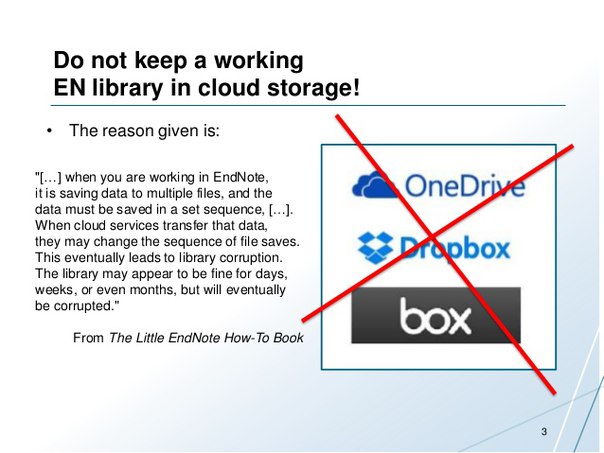 Do not keep a working
EN library in cloud storage!
• The reason given is:
"[…] when you are working in EndNote,
it is saving data to multiple files, and the
data must be saved in a set sequence, […].
When cloud services transfer that data,
they may change the sequence of file saves.
This eventually leads to library corruption.
The library may appear to be fine for days,
weeks, or even months, but will eventually
be corrupted."
From The Little EndNote How-To Book
OneDrive
Dropbox
box
3